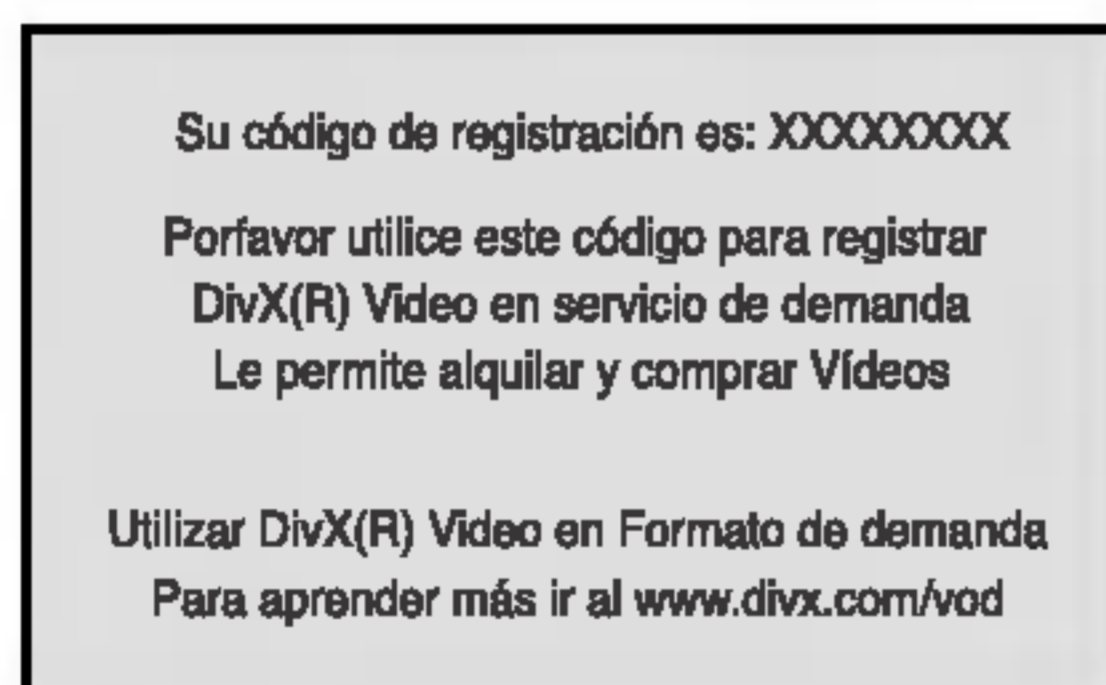 Su código de registración es: XXXXXXXX
Porfavor utilice este código para registrar
DivX(R) Video en servicio de demanda
Le permite alquilar y comprar Vídeos
Utilizar DivX(R) Video en Formato de demanda
Para aprender más ir al www.divx.com/vod